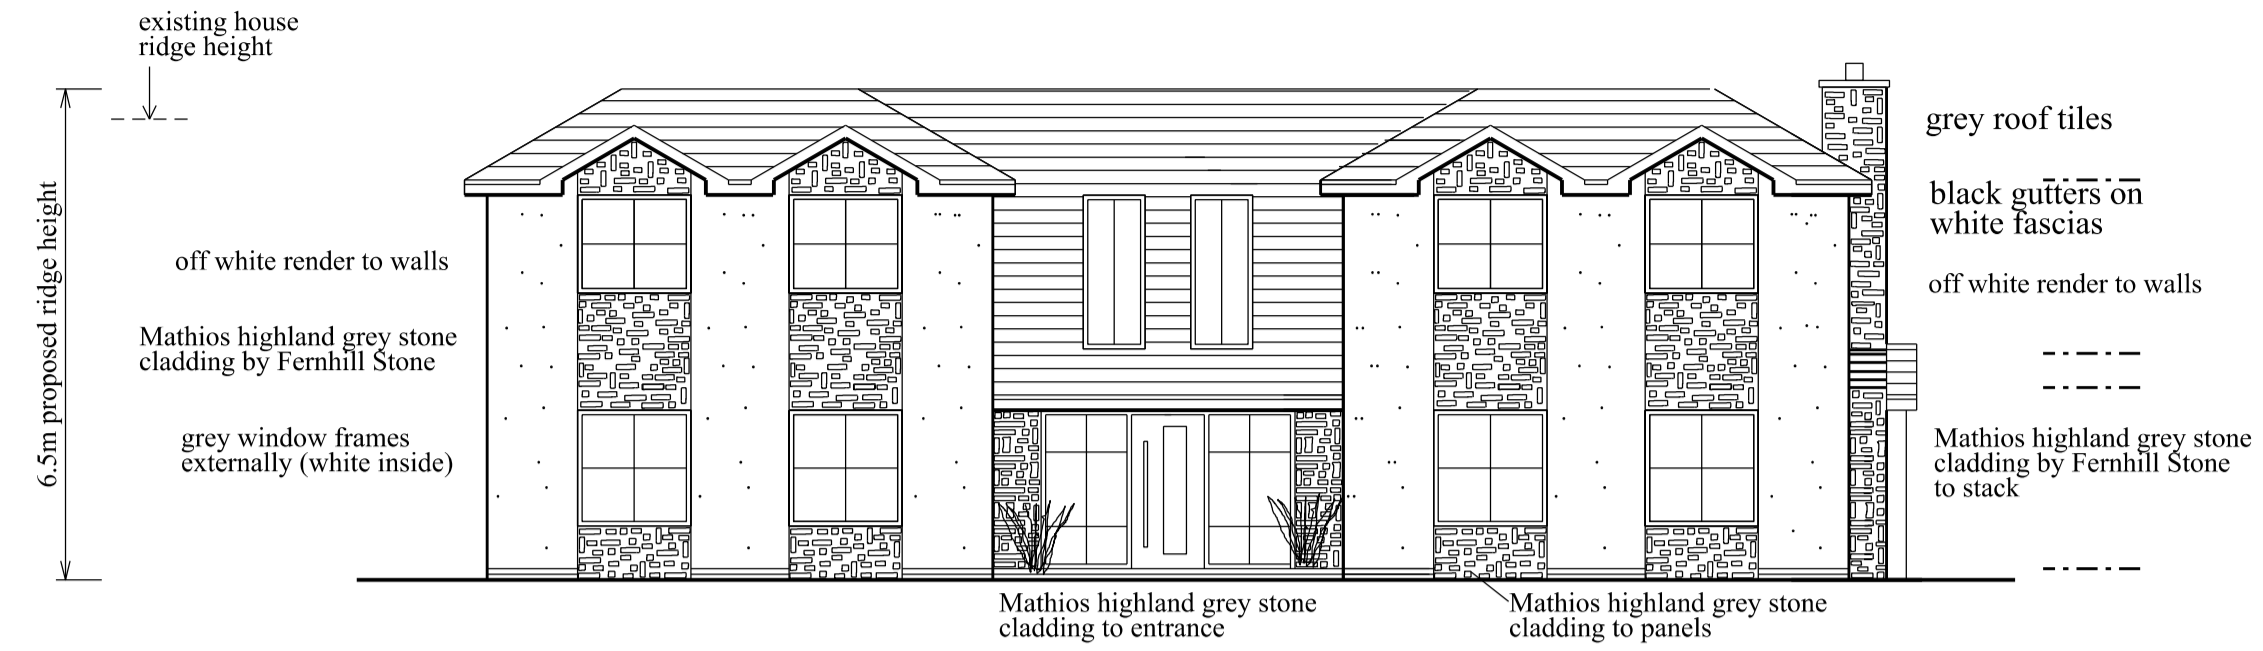 existing house
ridge height
6.5m proposed ridge height
off white render to walls
Mathios highland grey stone
cladding by Fernhill Stone
grey window frames
externally (white inside)
grey roof tiles
black gutters on
white fascias
off white render to walls
Mathios highland grey stone
cladding by Fernhill Stone
to stack
Mathios highland grey stone
cladding to entrance
Mathios highland grey stone
cladding to panels